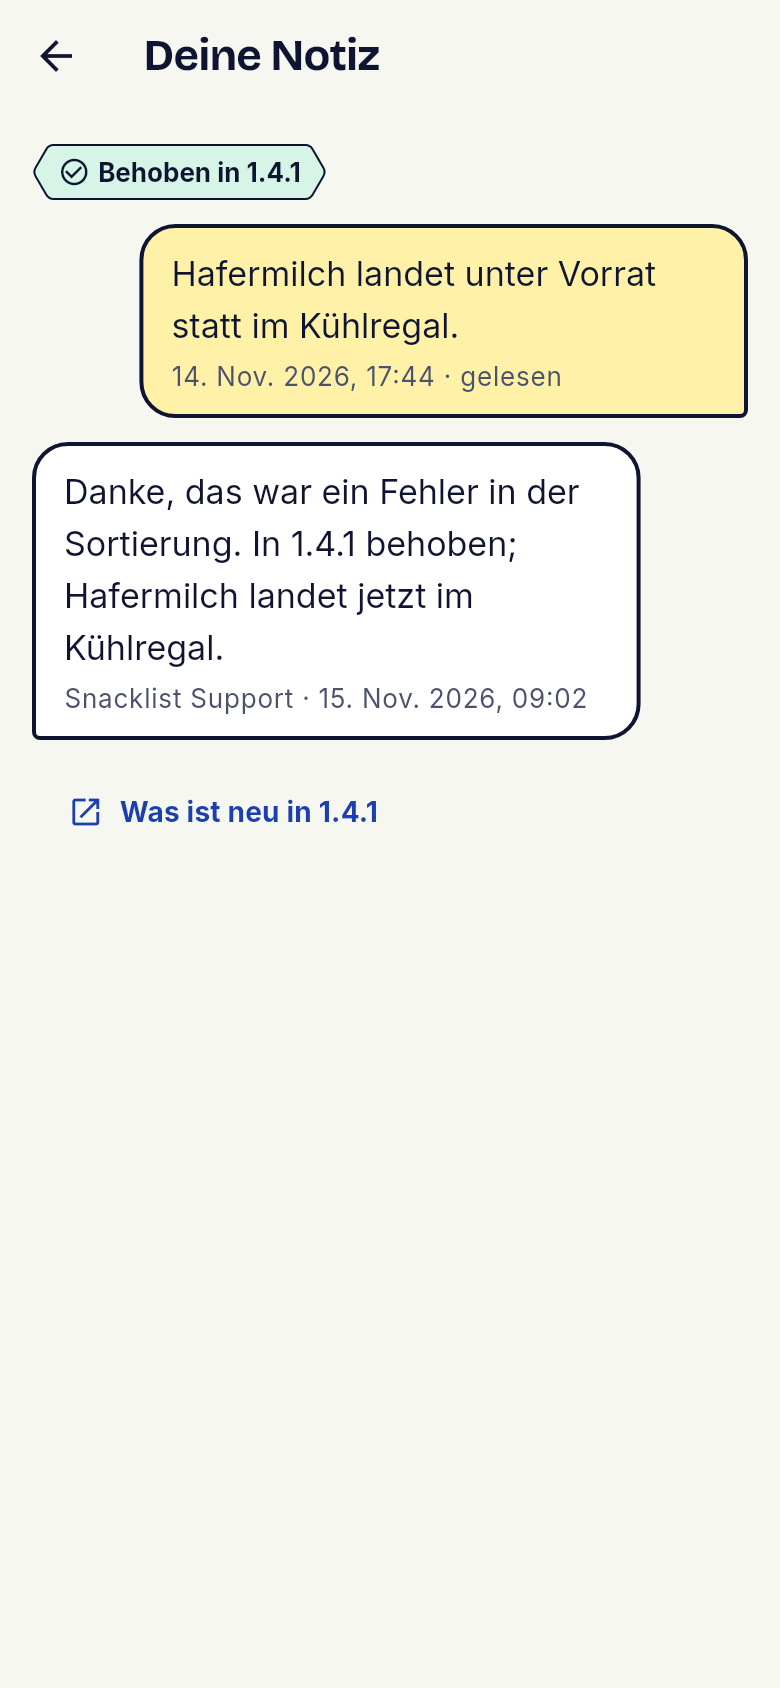 Deine Notiz
Behoben in 1.4.1
Hafermilch landet unter Vorrat
statt im Kühlregal.
14. Nov. 2026, 17:44 · gelesen
Danke, das war ein Fehler in der
Sortierung. In 1.4.1 behoben;
Hafermilch landet jetzt im
Kühlregal.
Snacklist Support · 15. Nov. 2026, 09:02
Was ist neu in 1.4.1